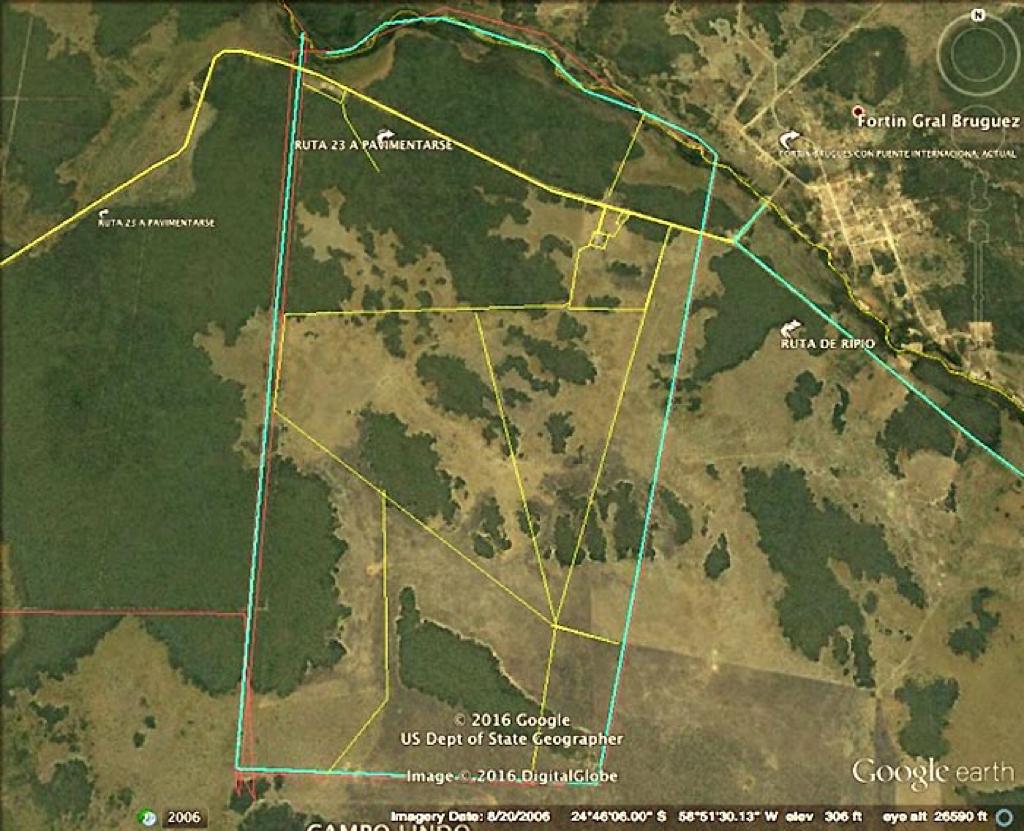 N
Fortin Gral Bruguez
FORTIN BRUGUES CON PUENTE INTERNACIONAL ACTUAL
RUTA 23 A PAVIMENTARSE
RUTA 23 A PAVIMENTARSE
RUTA DE RIPIO
© 2016 Google
US Dept of State Geographer
Image © 2016 DigitalGlobe
Google earth
2006
Imagery Date: 8/20/2006 24°46'06.00" S 58°51'30.13" W elev 306 ft eye alt 26590 ft
CAMPO LINDO